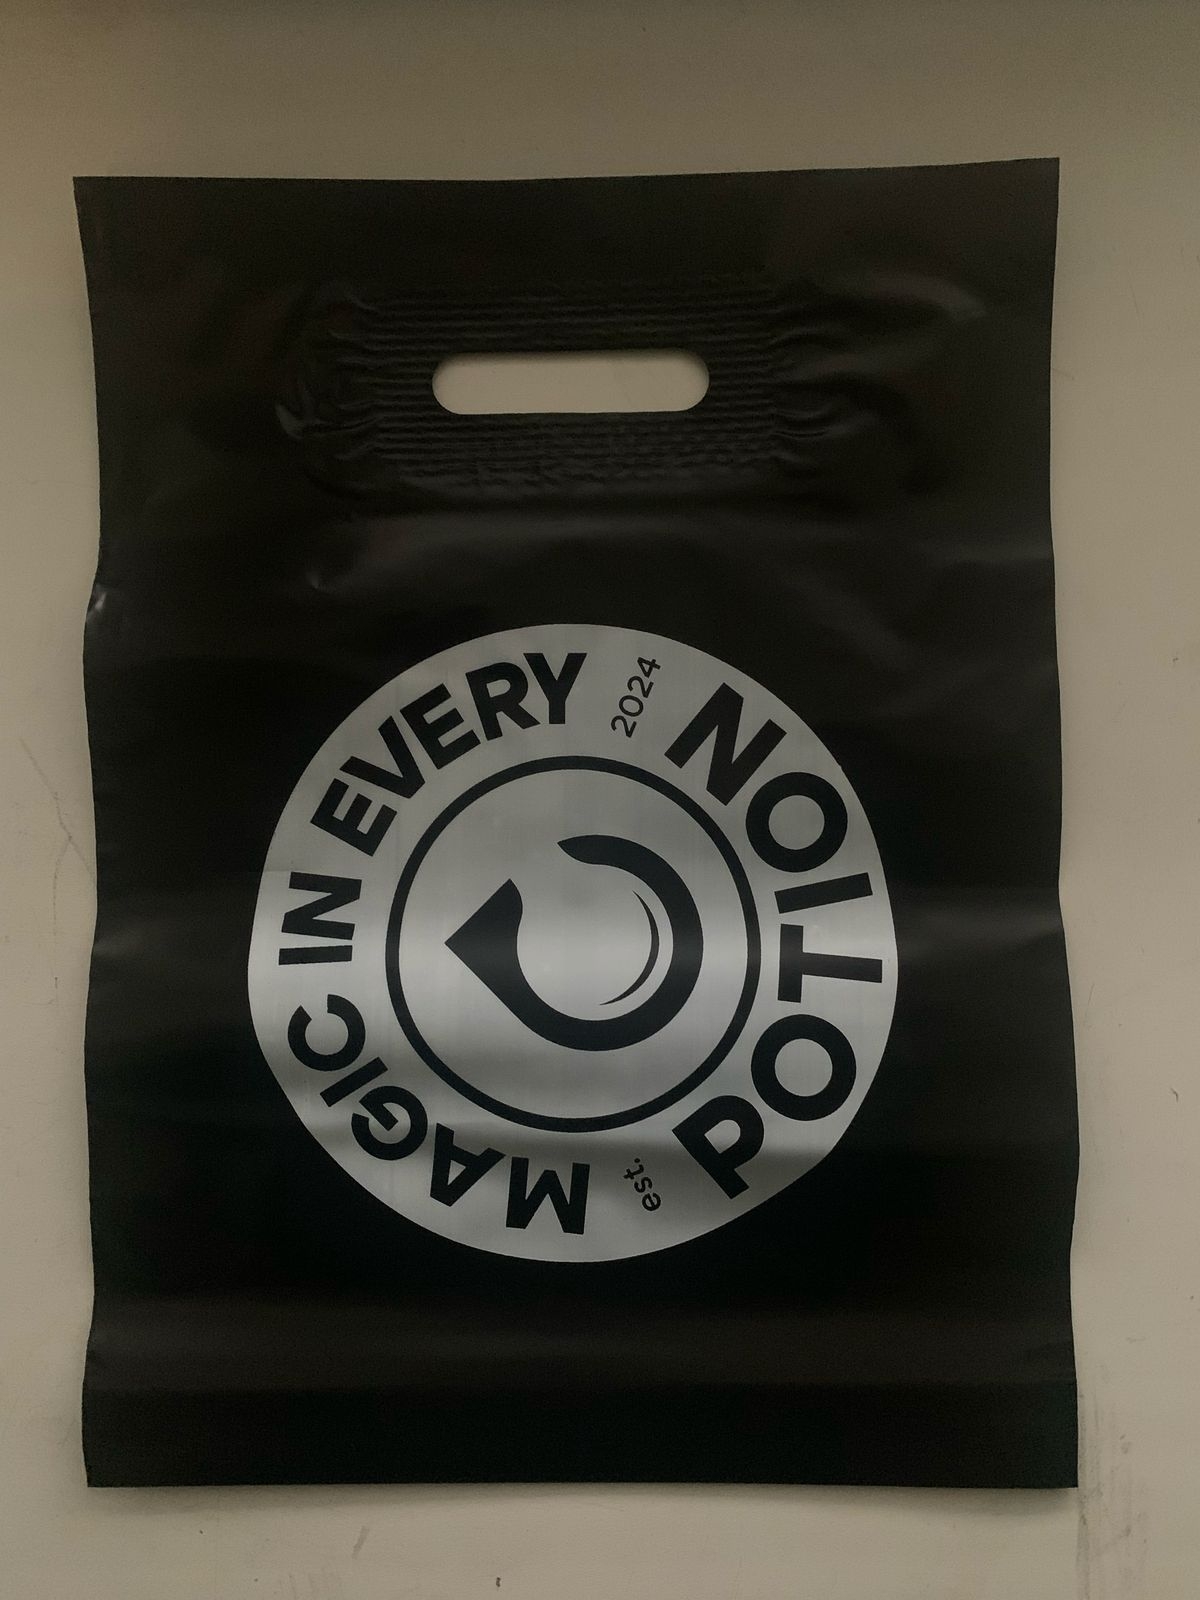 MAGIC IN EVERY
POTION
est.
2024